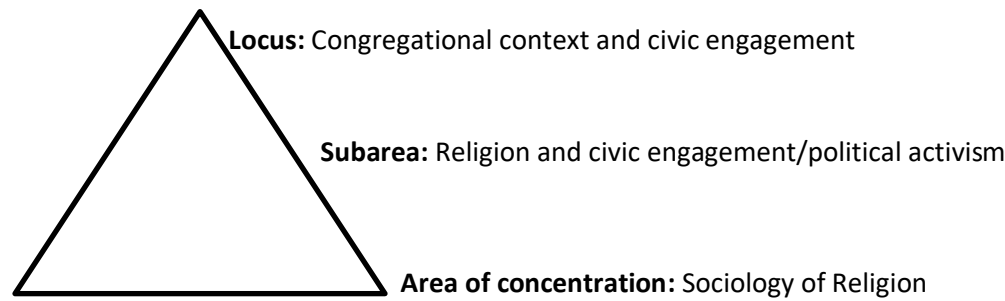 Locus: Congregational context and civic engagement
Subarea: Religion and civic engagement/political activism
Area of concentration: Sociology of Religion